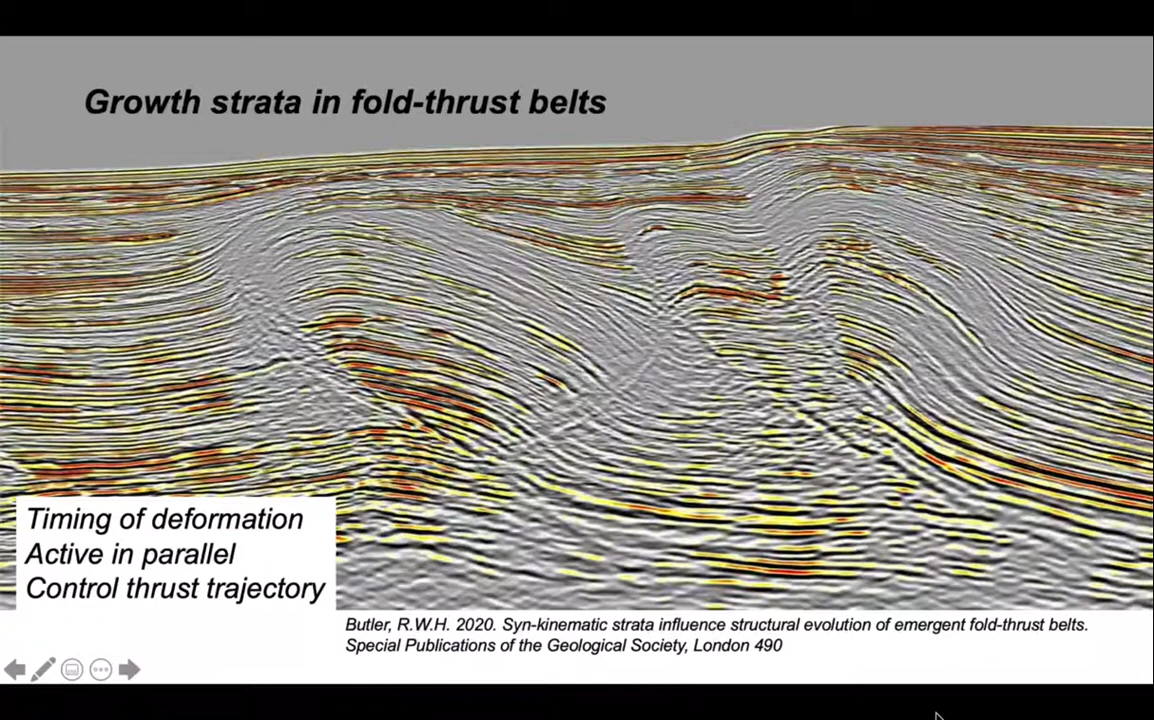 Growth strata in fold-thrust belts
Timing of deformation
Active in parallel
Control thrust trajectory
Butler, R.W.H. 2020. Syn-kinematic strata influence structural evolution of emergent fold-thrust belts.
Special Publications of the Geological Society, London 490